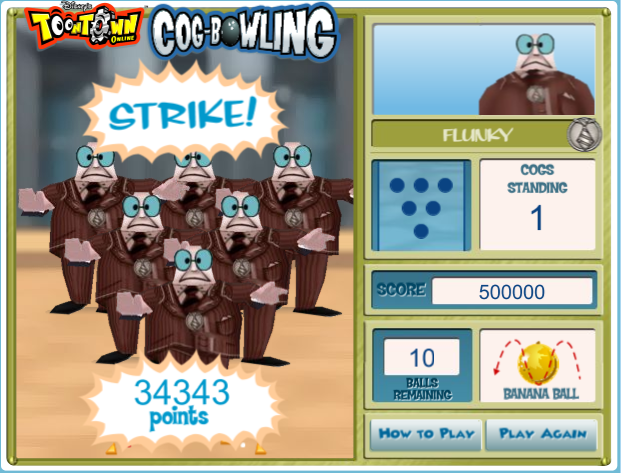 Disney's
TOONTOWN
ONLINE
COG-BOWLING
STRIKE!
34343
points
FLUNKY
COGS
STANDING
1
SCORE 500000
10
BALLS
REMAINING
BANANA BALL
HOW TO PLAY
PLAY AGAIN